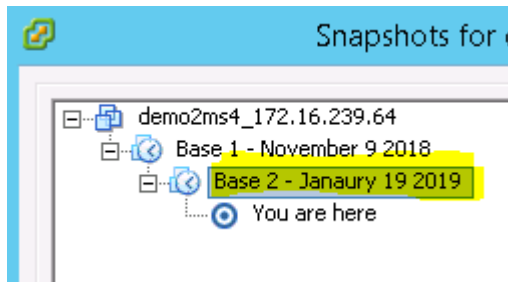 Snapshots for
demo2ms4_172.16.239.64
Base 1 - November 9 2018
Base 2 - Janaury 19 2019
You are here